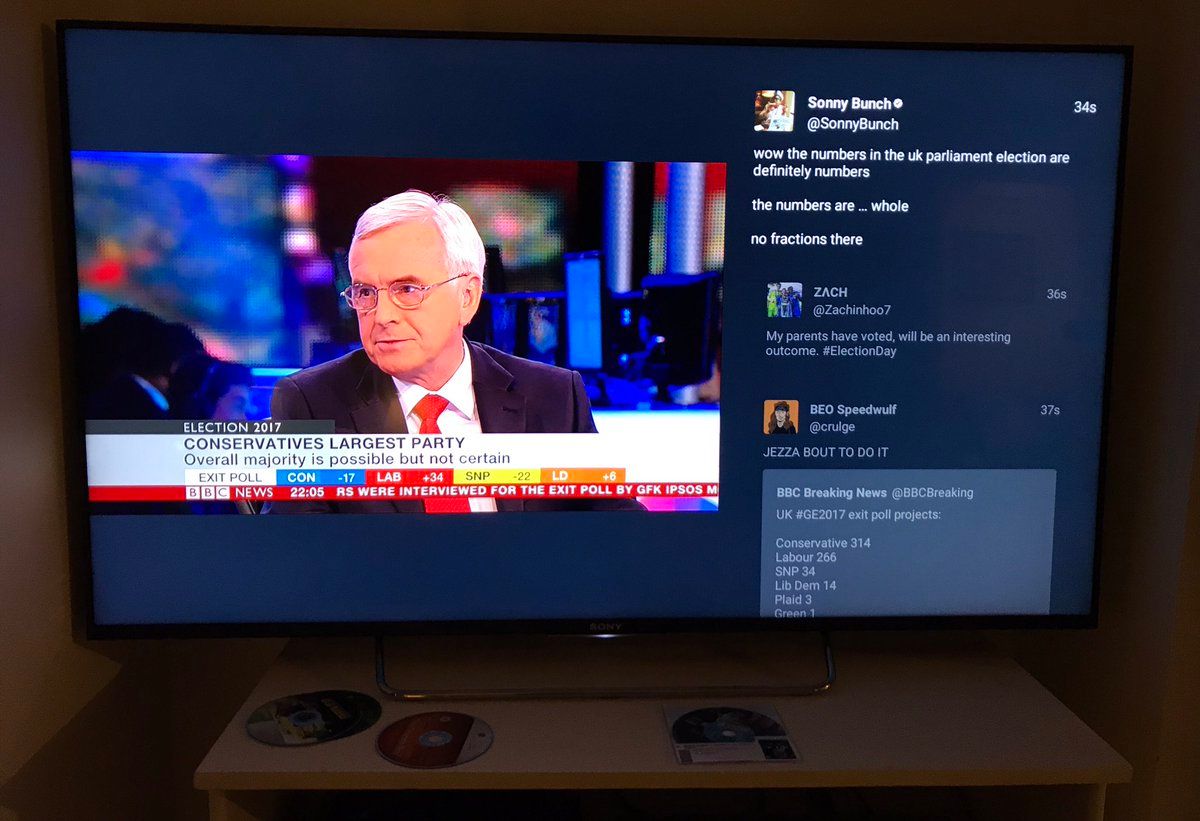 ELECTION 2017
CONSERVATIVES LARGEST PARTY
Overall majority is possible but not certain
EXIT POLL CON -17 LAB +34 SNP -22 LD +6
BBC NEWS 22:05 RS WERE INTERVIEWED FOR THE EXIT POLL BY GFK IPSOS M
Sonny Bunch 34s
@SonnyBunch
wow the numbers in the uk parliament election are
definitely numbers
the numbers are … whole
no fractions there
ZΛCH 36s
@Zachinhoo7
My parents have voted, will be an interesting
outcome. #ElectionDay
BEO Speedwulf 37s
@crulge
JEZZA BOUT TO DO IT
BBC Breaking News @BBCBreaking
UK #GE2017 exit poll projects:
Conservative 314
Labour 266
SNP 34
Lib Dem 14
Plaid 3
Green 1
SONY